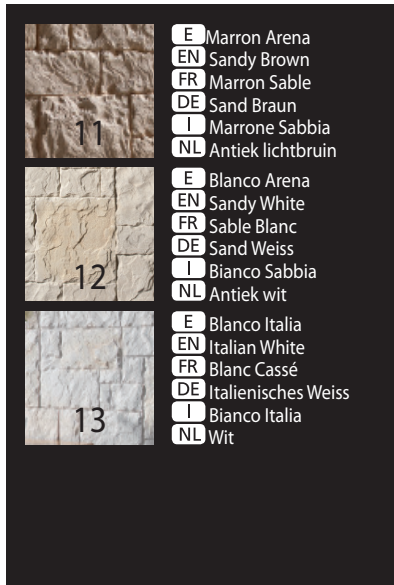 11
E Marron Arena
EN Sandy Brown
FR Marron Sable
DE Sand Braun
I Marrone Sabbia
NL Antiek lichtbruin
12
E Blanco Arena
EN Sandy White
FR Sable Blanc
DE Sand Weiss
I Bianco Sabbia
NL Antiek wit
13
E Blanco Italia
EN Italian White
FR Blanc Cassé
DE Italienisches Weiss
I Bianco Italia
NL Wit